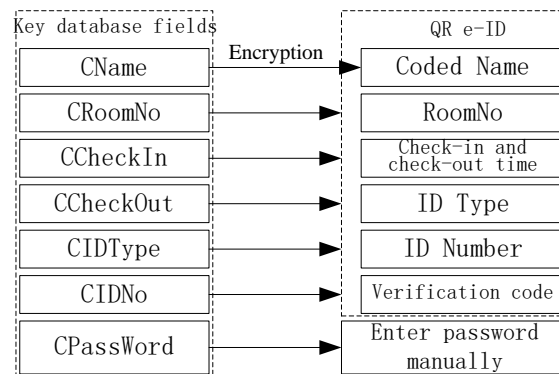 Key database fields
QR e-ID
Encryption
CName
Coded Name
CRoomNo
RoomNo
CCheckIn
Check-in and
check-out time
CCheckOut
ID Type
CIDType
ID Number
CIDNo
Verification code
CPassWord
Enter password
manually